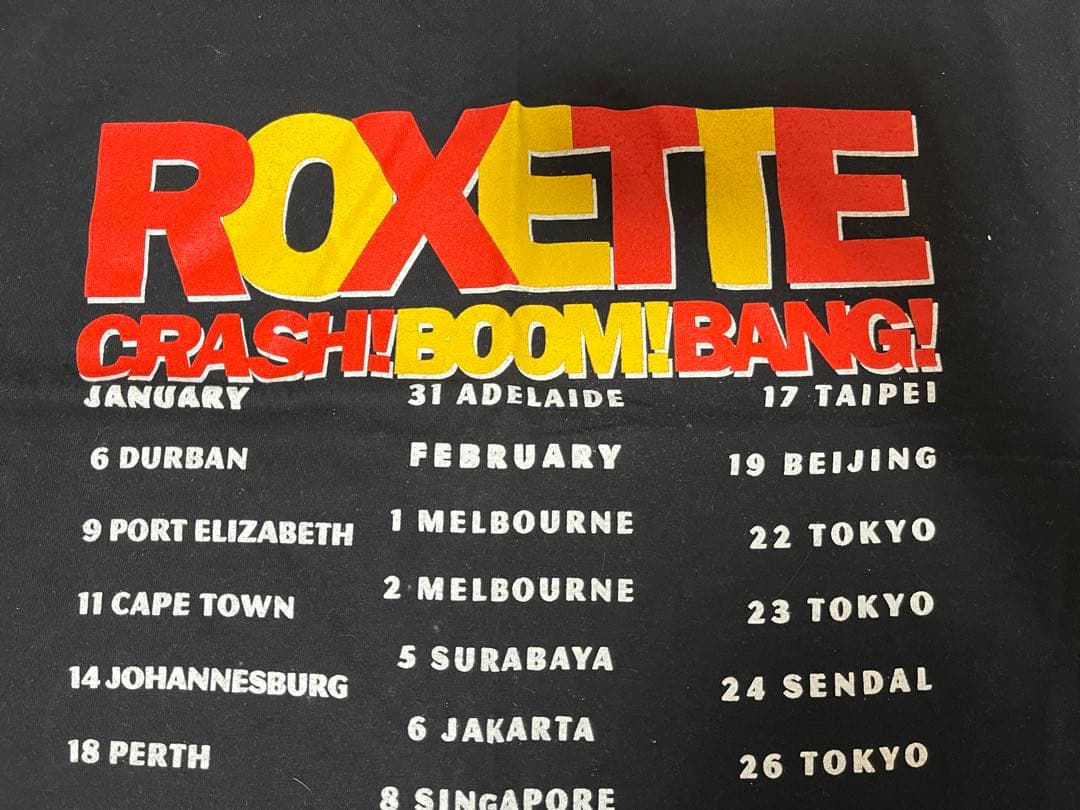 ROXETTE
CRASH! BOOM! BANG!
JANUARY
6 DURBAN
9 PORT ELIZABETH
11 CAPE TOWN
14 JOHANNESBURG
18 PERTH
31 ADELAIDE
FEBRUARY
1 MELBOURNE
2 MELBOURNE
5 SURABAYA
6 JAKARTA
8 SINGAPORE
17 TAIPEI
19 BEIJING
22 TOKYO
23 TOKYO
24 SENDAL
26 TOKYO